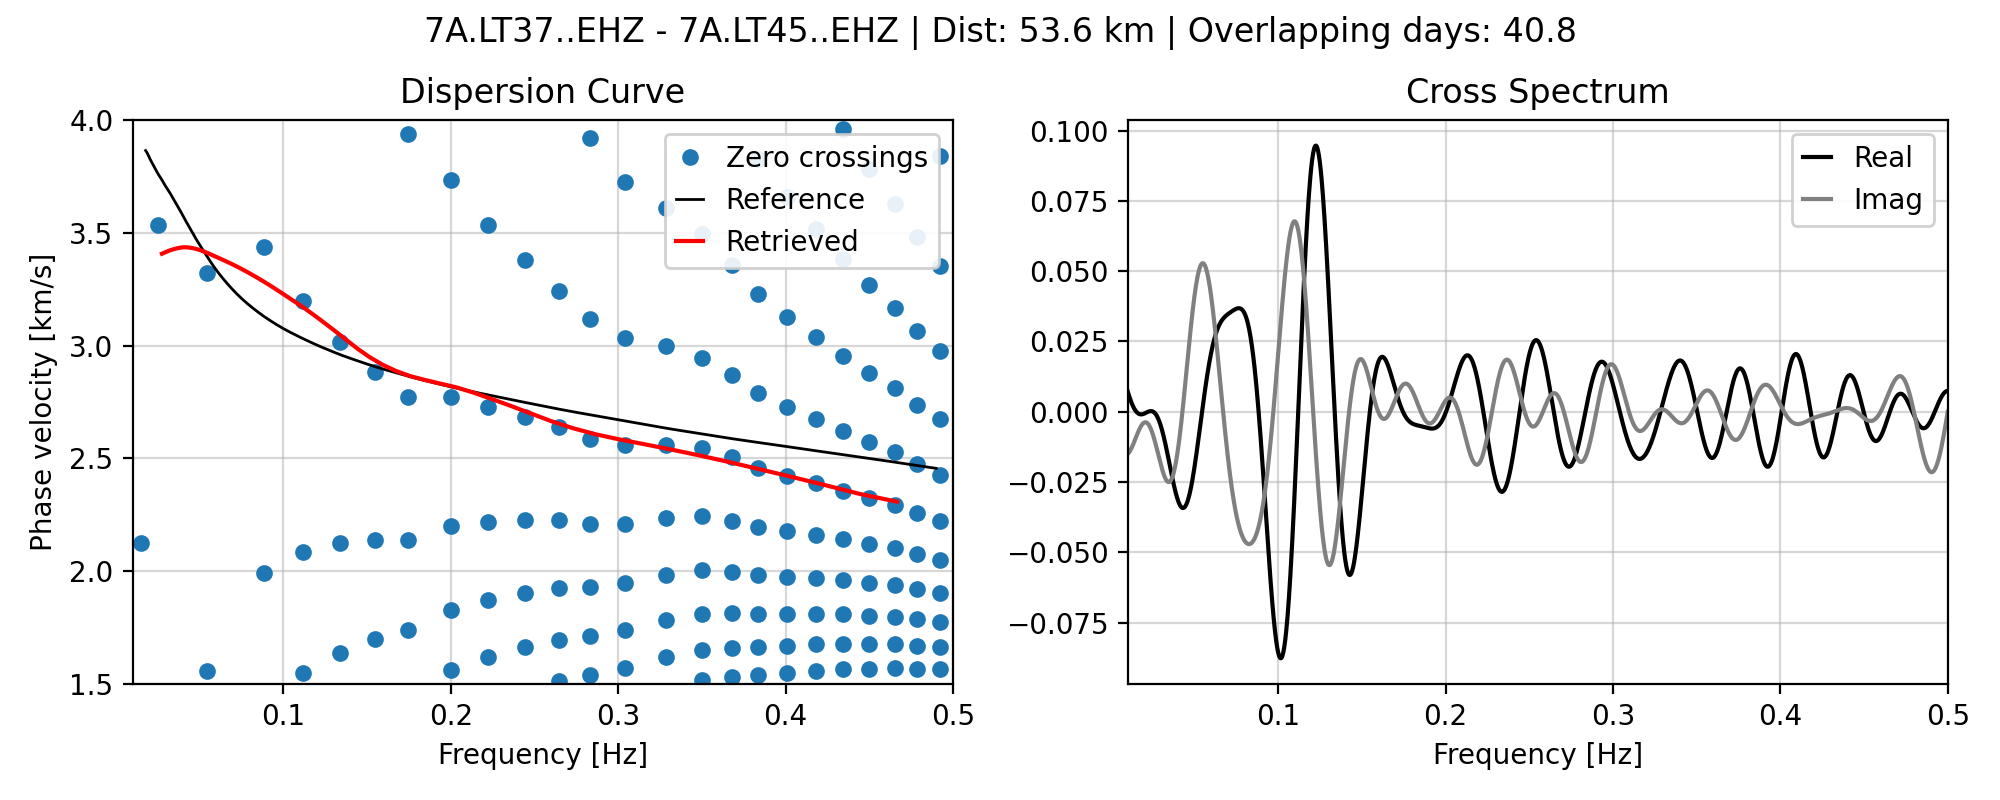 7A.LT37..EHZ - 7A.LT45..EHZ | Dist: 53.6 km | Overlapping days: 40.8
Dispersion Curve
Phase velocity [km/s]
4.0
3.5
3.0
2.5
2.0
1.5
0.1 0.2 0.3 0.4 0.5
Frequency [Hz]
Zero crossings
Reference
Retrieved
Cross Spectrum
0.100
0.075
0.050
0.025
0.000
−0.025
−0.050
−0.075
0.1 0.2 0.3 0.4 0.5
Frequency [Hz]
Real
Imag